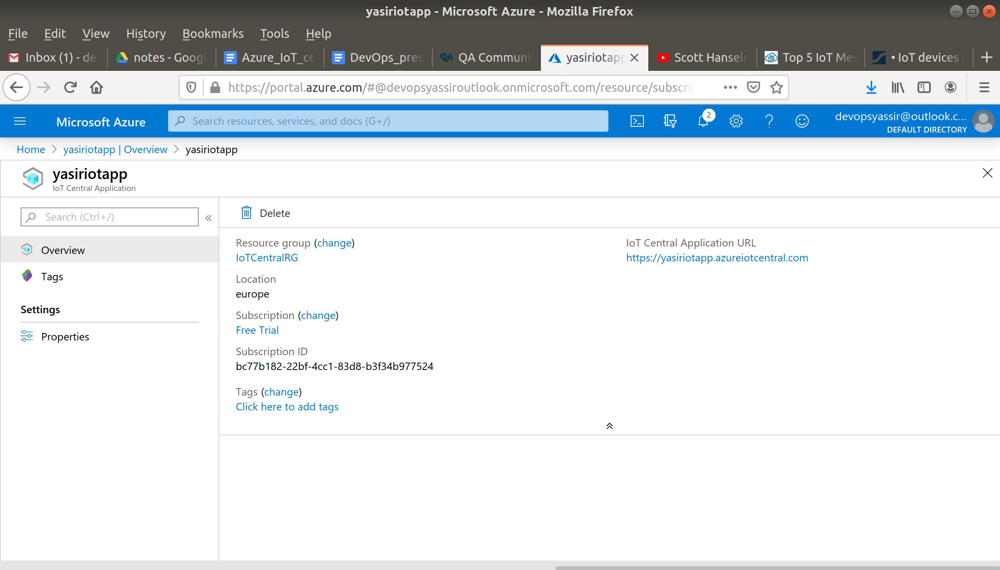 yasiriotapp - Microsoft Azure - Mozilla Firefox
File Edit View History Bookmarks Tools Help
Inbox (1) - dev notes - Googl Azure_IoT_ce DevOps_pres QA Communi yasiriotapp Scott Hanseln Top 5 IoT Mes • IoT devices i
https://portal.azure.com/#@devopsyassiroutlook.onmicrosoft.com/resource/subscrip
Microsoft Azure
Search resources, services, and docs (G+/)
2
devopsyassir@outlook.c...
DEFAULT DIRECTORY
Home > yasiriotapp | Overview > yasiriotapp
yasiriotapp
IoT Central Application
Search (Ctrl+/)
Overview
Tags
Settings
Properties
Delete
Resource group (change)
IoTCentralRG
Location
europe
Subscription (change)
Free Trial
Subscription ID
bc77b182-22bf-4cc1-83d8-b3f34b977524
Tags (change)
Click here to add tags
IoT Central Application URL
https://yasiriotapp.azureiotcentral.com